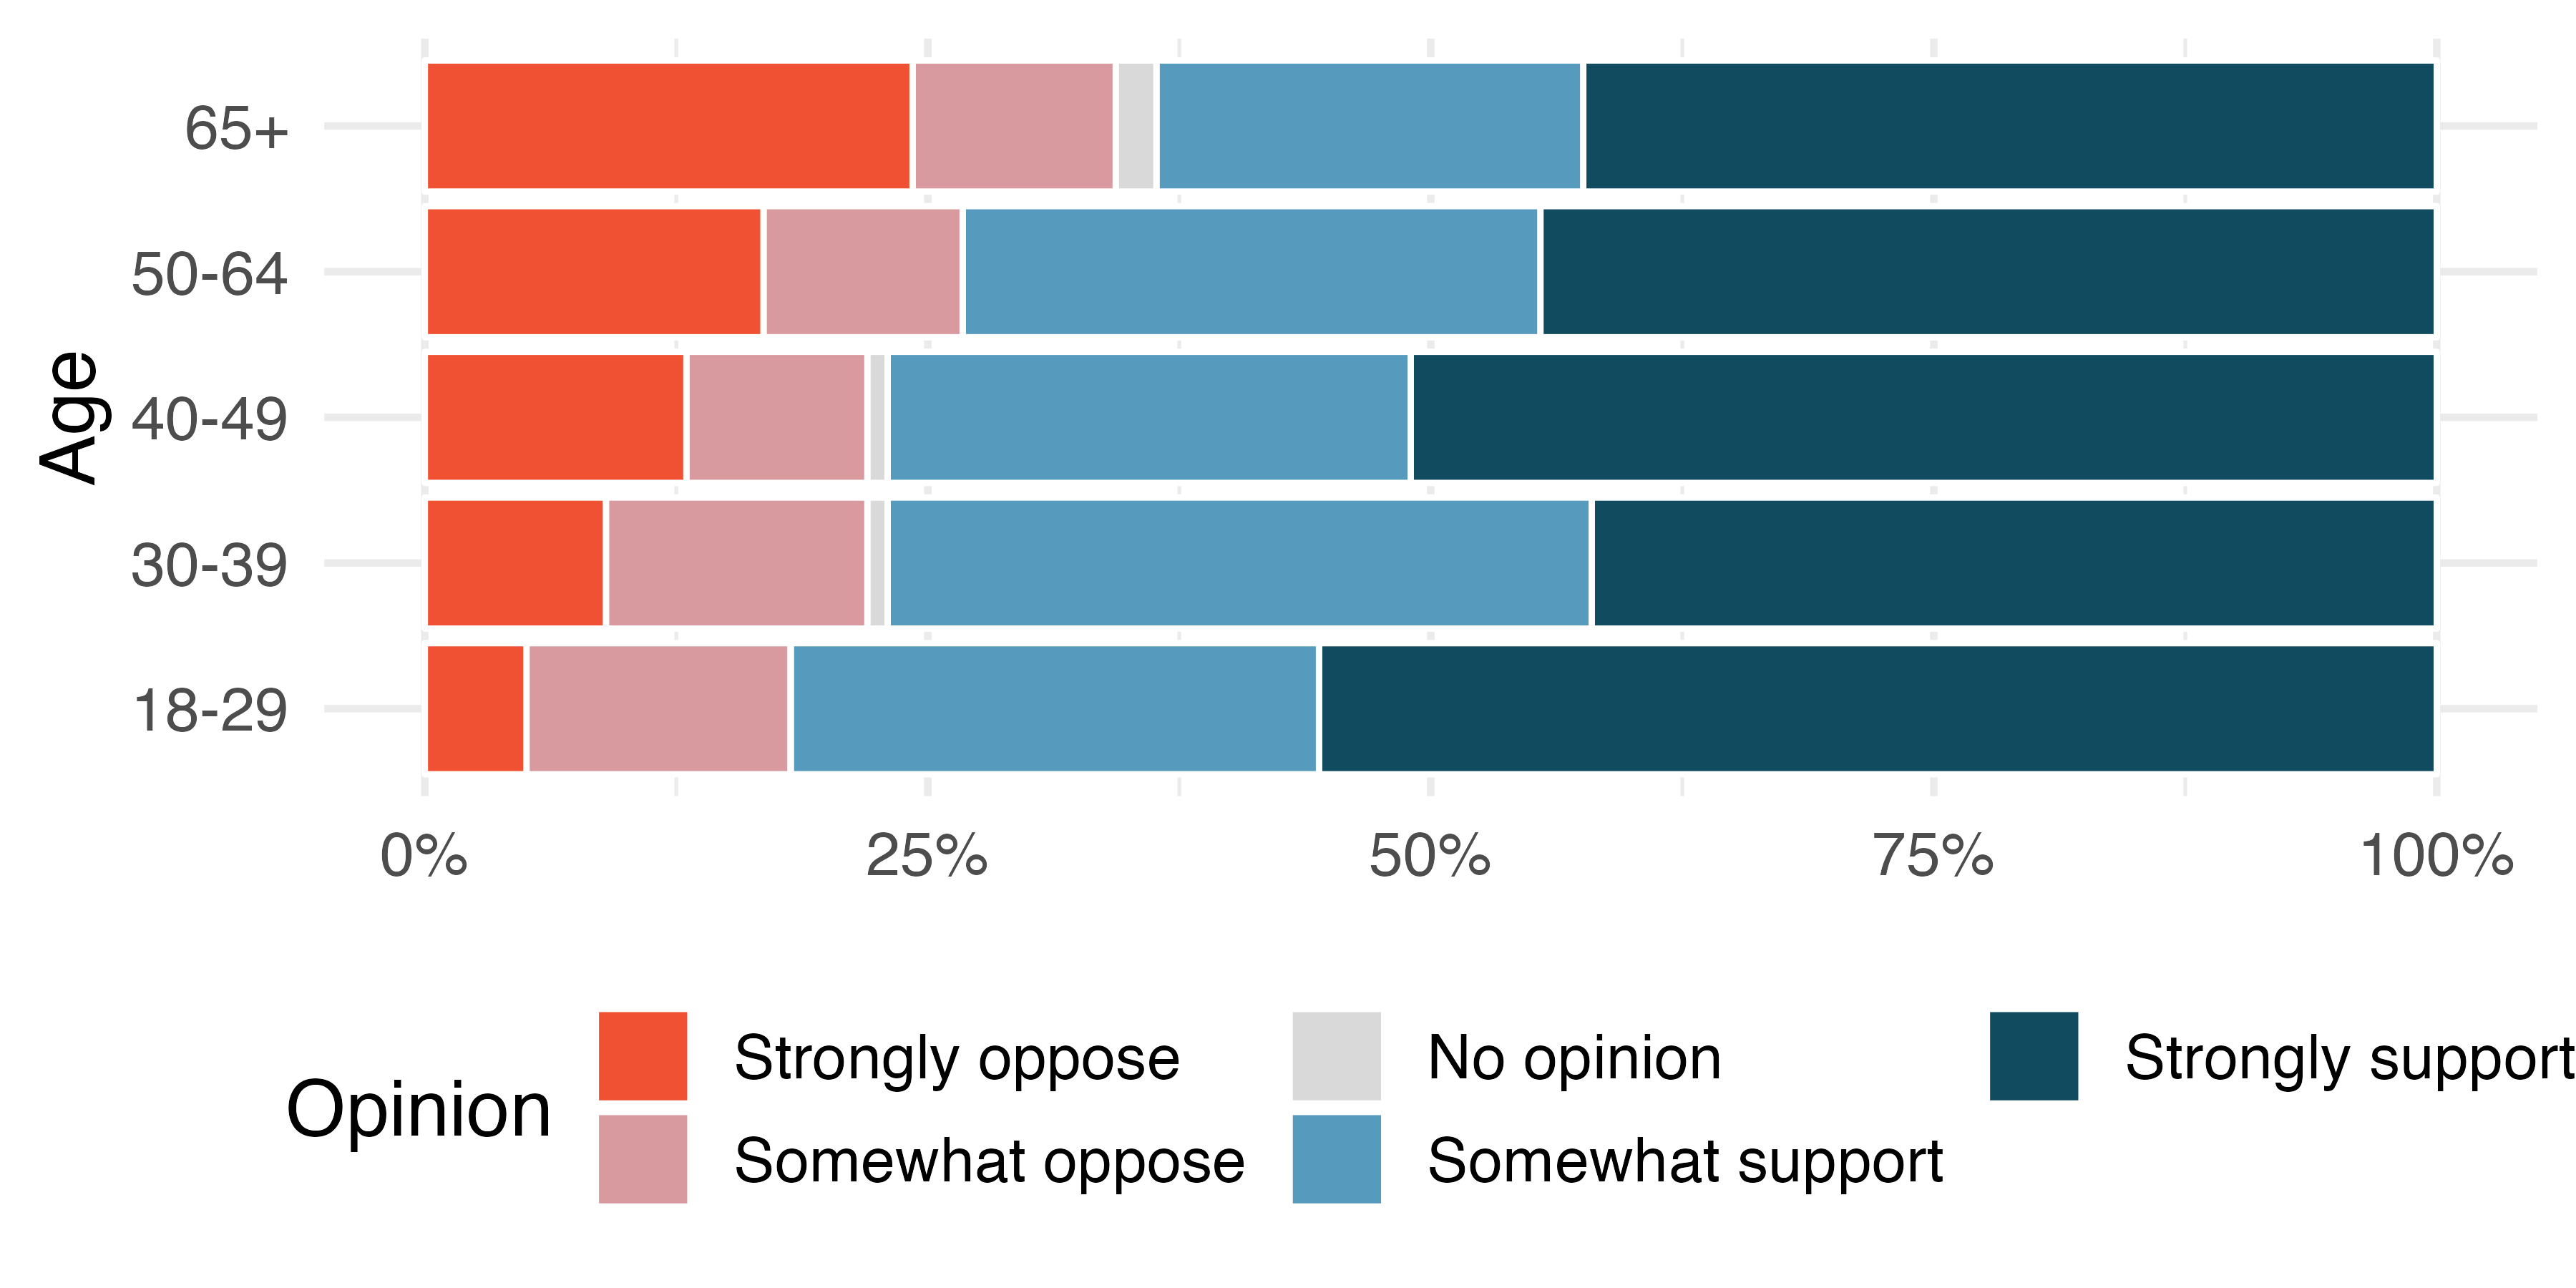 Age
65+
50-64
40-49
30-39
18-29
0% 25% 50% 75% 100%
Opinion
Strongly oppose
Somewhat oppose
No opinion
Somewhat support
Strongly support